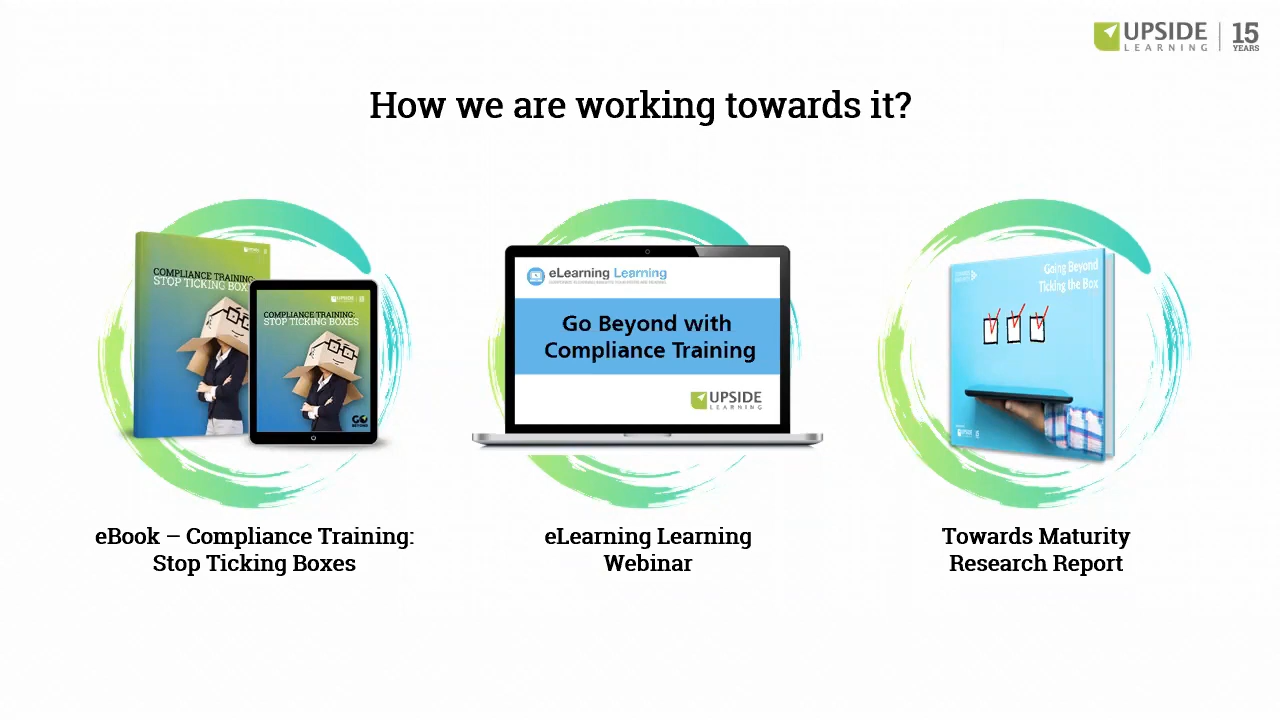 UPSIDE
LEARNING
15
YEARS
How we are working towards it?
COMPLIANCE TRAINING:
STOP TICKING BOXES
COMPLIANCE TRAINING:
STOP TICKING BOXES
GO
BEYOND
eLearning Learning
Go Beyond with
Compliance Training
UPSIDE
LEARNING
Going Beyond
Ticking the Box
eBook – Compliance Training:
Stop Ticking Boxes
eLearning Learning
Webinar
Towards Maturity
Research Report